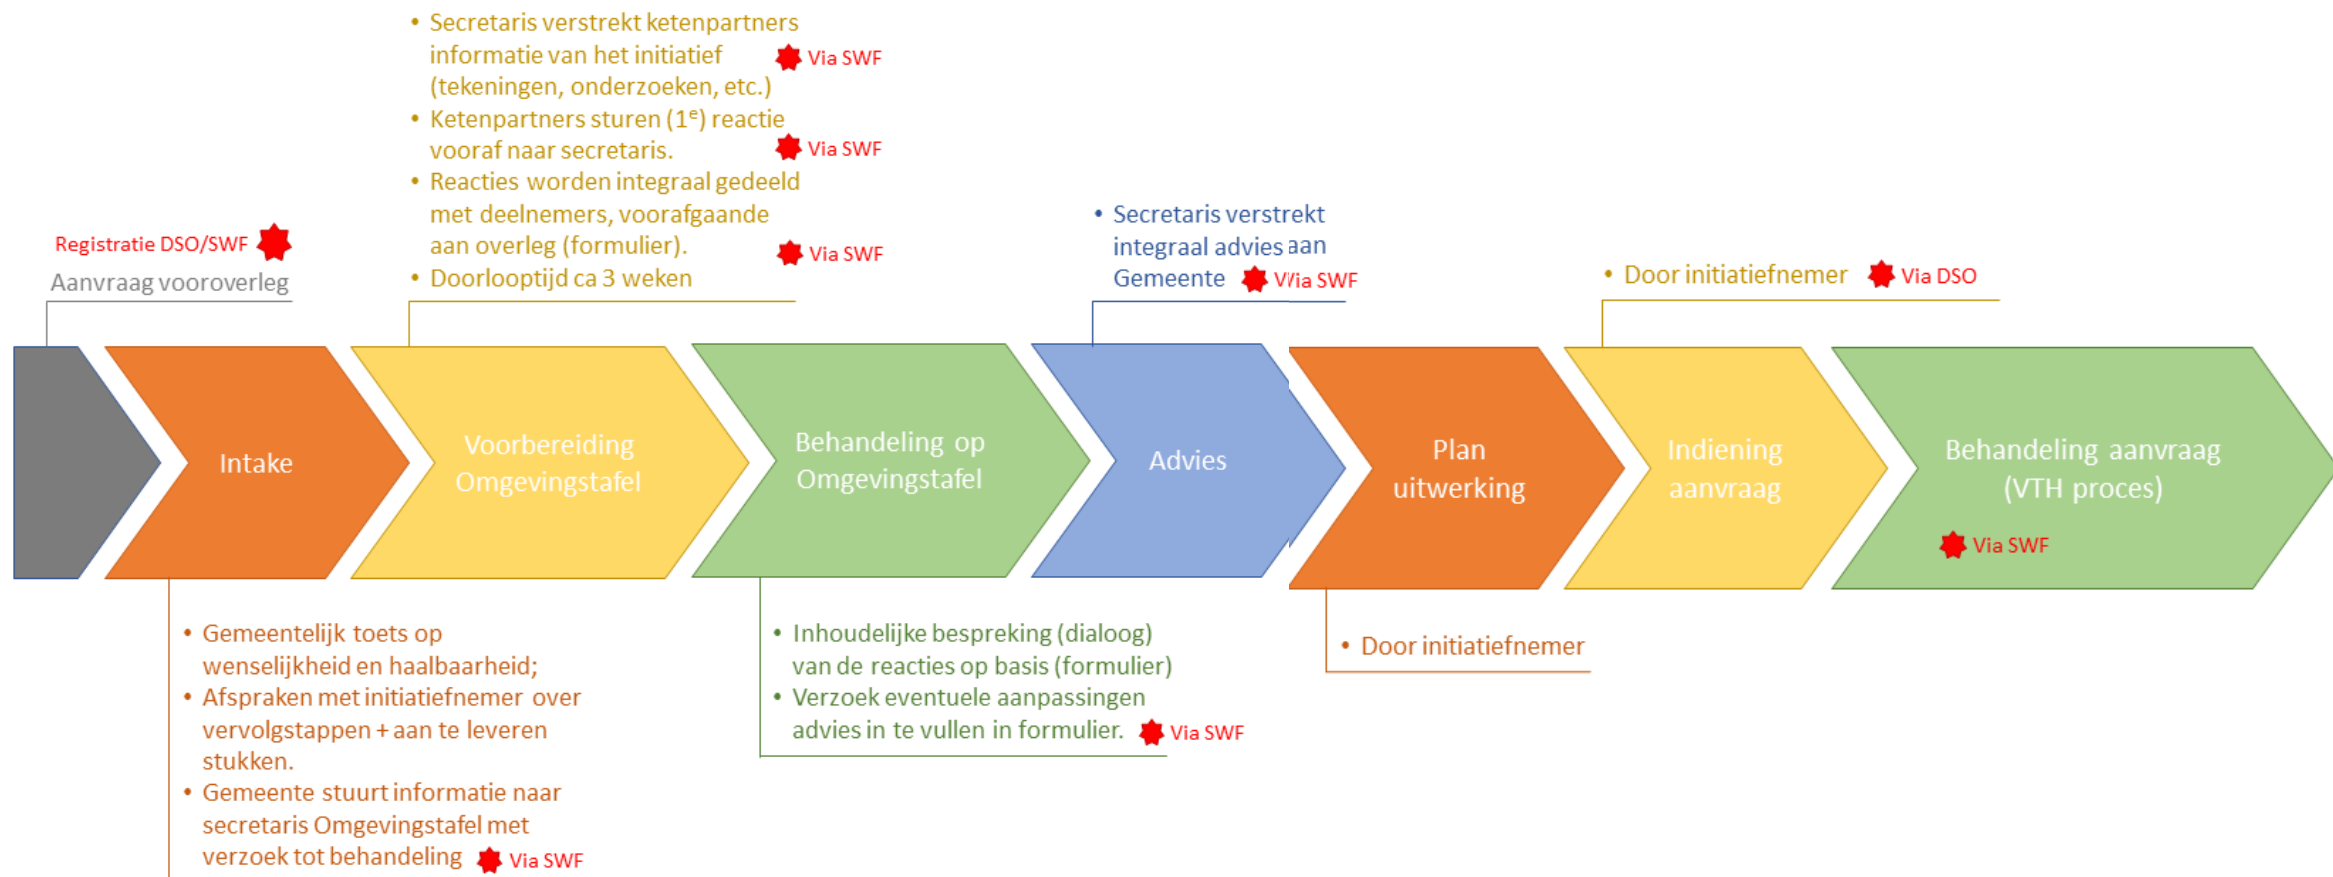 Registratie DSO/SWF
Aanvraag vooroverleg
• Secretaris verstrekt ketenpartners
informatie van het initiatief
Via SWF
(tekeningen, onderzoeken, etc.)
• Ketenpartners sturen (1e) reactie
vooraf naar secretaris.
Via SWF
• Reacties worden integraal gedeeld
met deelnemers, voorafgaande
aan overleg (formulier).
Via SWF
• Doorlooptijd ca 3 weken
• Secretaris verstrekt
integraal advies aan
Gemeente
Via SWF
• Door initiatiefnemer
Via DSO
Intake
Voorbereiding
Omgevingstafel
Behandeling op
Omgevingstafel
Advies
Plan
uitwerking
Indiening
aanvraag
Behandeling aanvraag
(VTH proces)
Via SWF
• Gemeentelijk toets op
wenselijkheid en haalbaarheid;
• Afspraken met initiatiefnemer over
vervolgstappen + aan te leveren
stukken.
• Gemeente stuurt informatie naar
secretaris Omgevingstafel met
verzoek tot behandeling
Via SWF
• Inhoudelijke bespreking (dialoog)
van de reacties op basis (formulier)
• Verzoek eventuele aanpassingen
advies in te vullen in formulier.
Via SWF
• Door initiatiefnemer